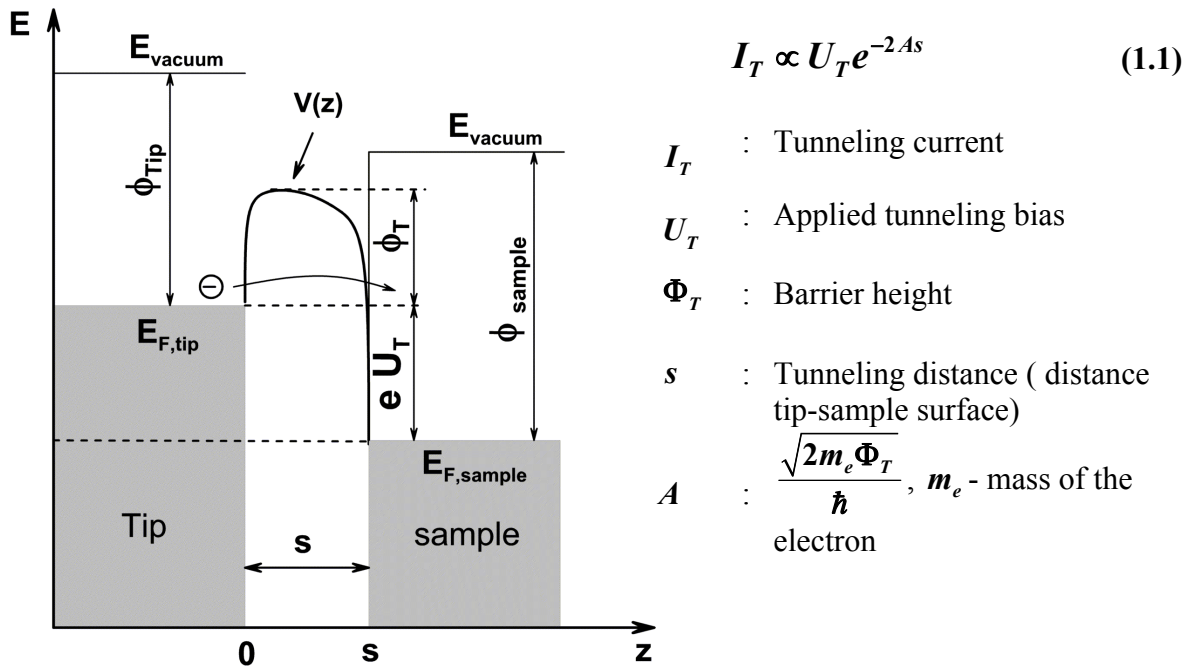 E
E_vacuum
V(z)
E_vacuum
ϕ_Tip
ϕ_T
ϕ_sample
⊖
E_F,tip
e U_T
E_F,sample
Tip
s
sample
0
s
z
I_T ∝ U_T e^{-2As} (1.1)
I_T : Tunneling current
U_T : Applied tunneling bias
Φ_T : Barrier height
s : Tunneling distance ( distance
tip-sample surface)
A : √(2m_eΦ_T)/ħ , m_e - mass of the
electron